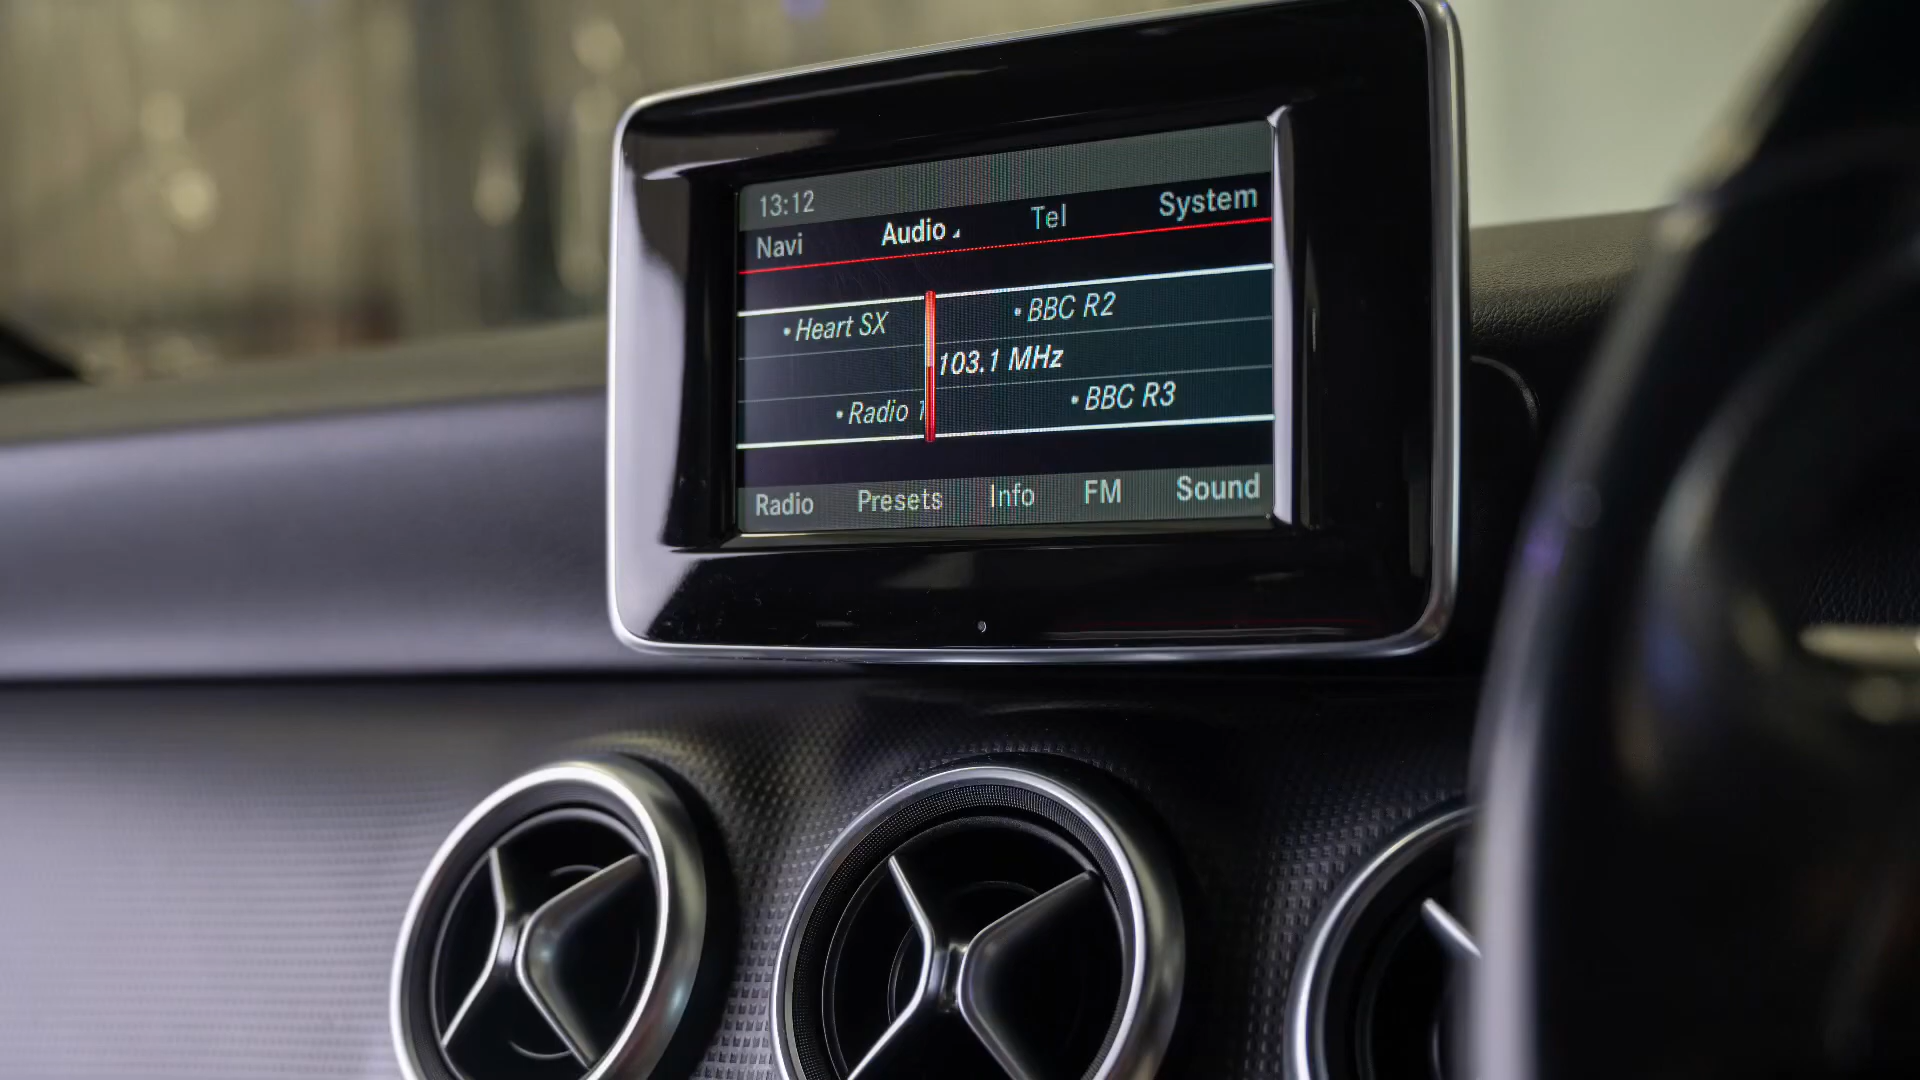 13:12
Navi Audio Tel System
• Heart SX • BBC R2
103.1 MHz
• Radio 1 • BBC R3
Radio Presets Info FM Sound